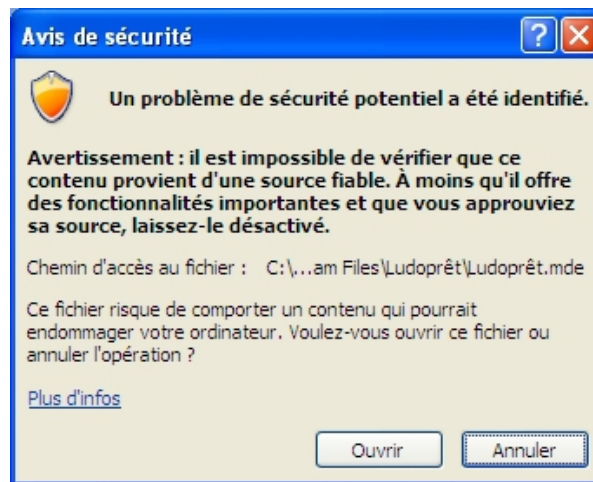 Avis de sécurité
?
Un problème de sécurité potentiel a été identifié.
Avertissement : il est impossible de vérifier que ce
contenu provient d'une source fiable. À moins qu'il offre
des fonctionnalités importantes et que vous approuviez
sa source, laissez-le désactivé.
Chemin d'accès au fichier : C:\...am Files\Ludoprêt\Ludoprêt.mde
Ce fichier risque de comporter un contenu qui pourrait
endommager votre ordinateur. Voulez-vous ouvrir ce fichier ou
annuler l'opération ?
Plus d'infos
Ouvrir
Annuler